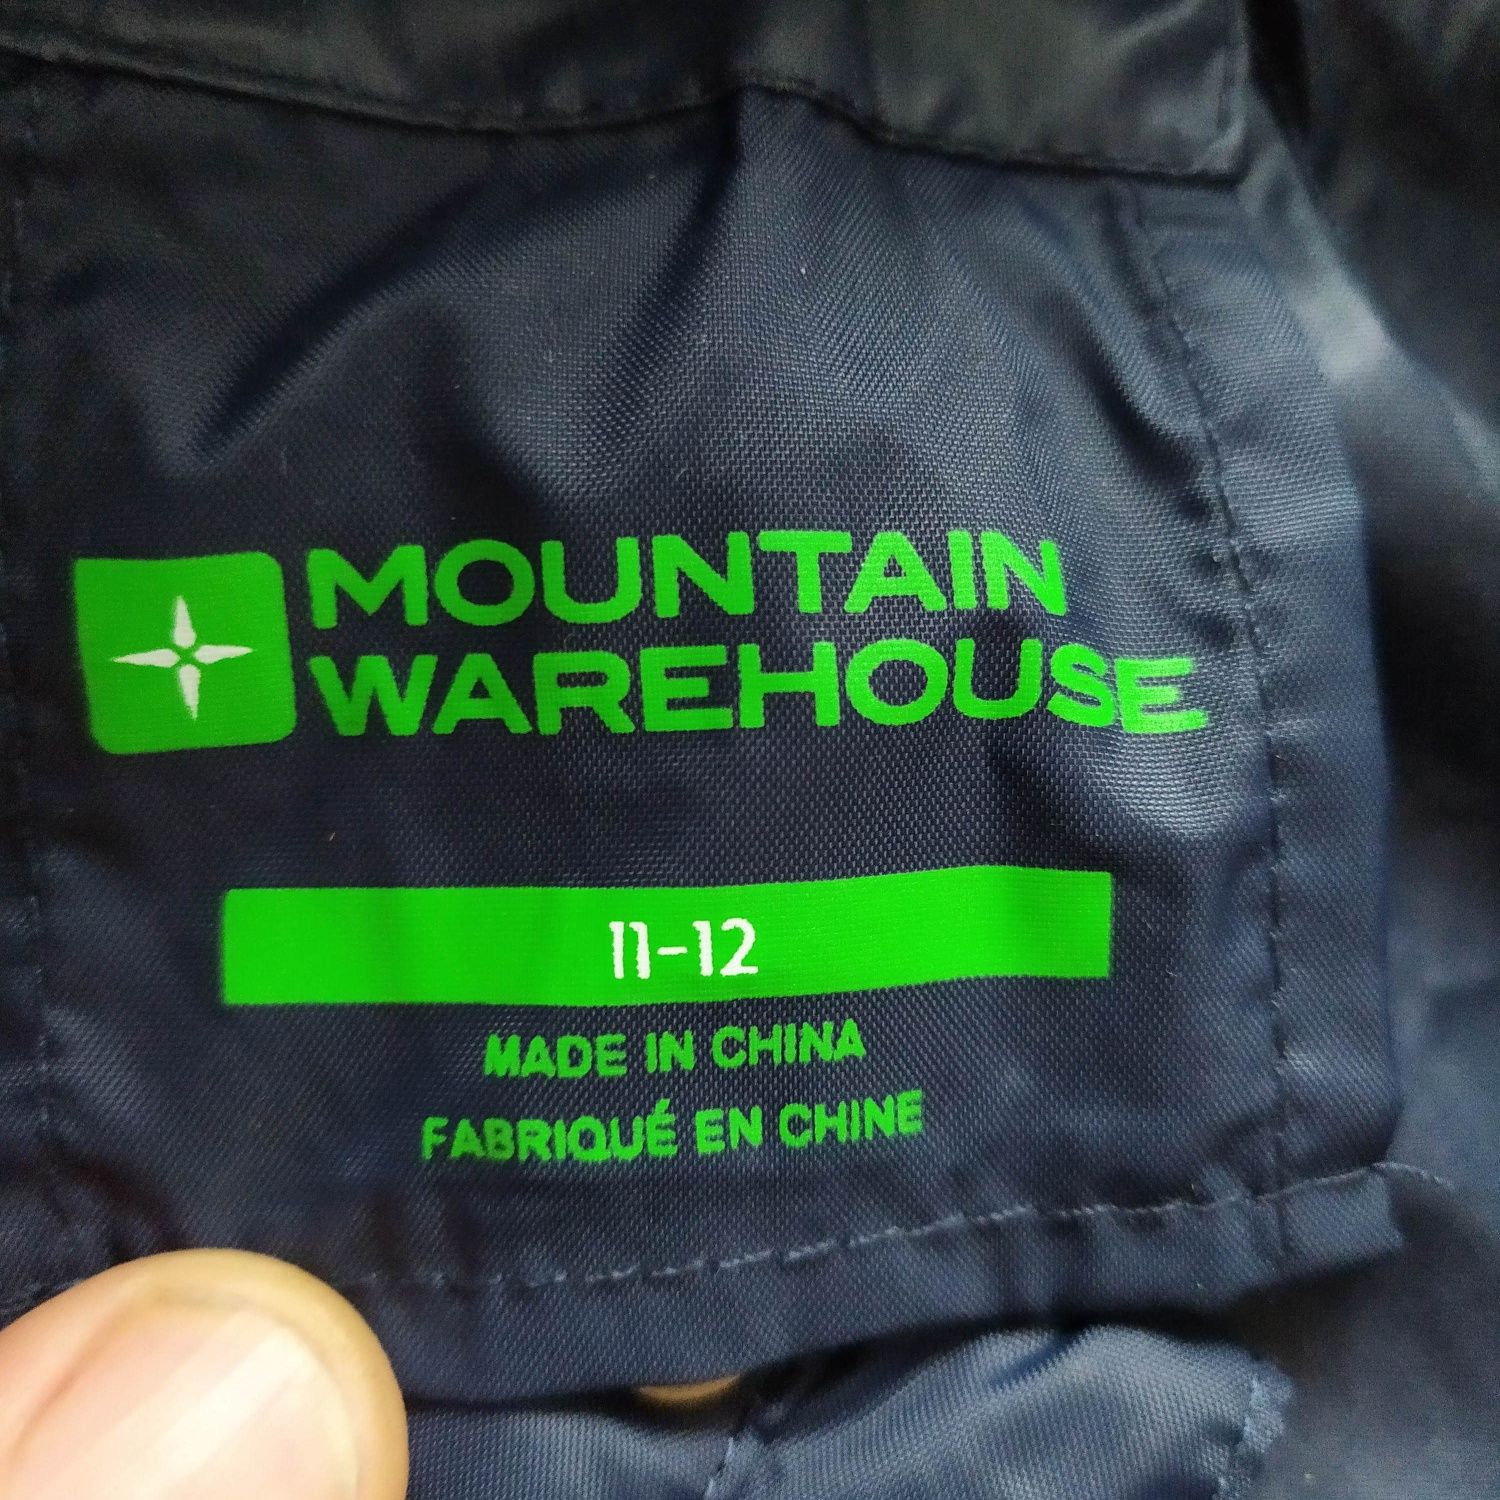 MOUNTAIN
WAREHOUSE
11-12
MADE IN CHINA
FABRIQUÉ EN CHINE